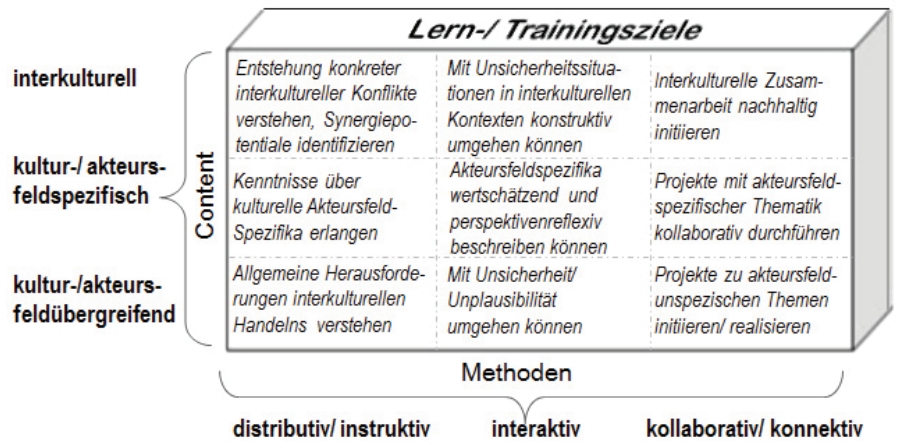 Lern-/ Trainingsziele
interkulturell
Entstehung konkreter
interkultureller Konflikte
verstehen, Synergiepo-
tentiale identifizieren
Mit Unsicherheitssitua-
tionen in interkulturellen
Kontexten konstruktiv
umgehen können
Interkulturelle Zusam-
menarbeit nachhaltig
initiieren
kultur-/ akteurs-
feldspezifisch
Content
Kenntnisse über
kulturelle Akteursfeld-
Spezifika erlangen
Akteursfeldspezifika
wertschätzend und
perspektivenreflexiv
beschreiben können
Projekte mit akteursfeld-
spezifischer Thematik
kollaborativ durchführen
kultur-/akteurs-
feldübergreifend
Allgemeine Herausforde-
rungen interkulturellen
Handelns verstehen
Mit Unsicherheit/
Unplausibilität
umgehen können
Projekte zu akteursfeld-
unspezischen Themen
initiieren/ realisieren
Methoden
distributiv/ instruktiv
interaktiv
kollaborativ/ konnektiv